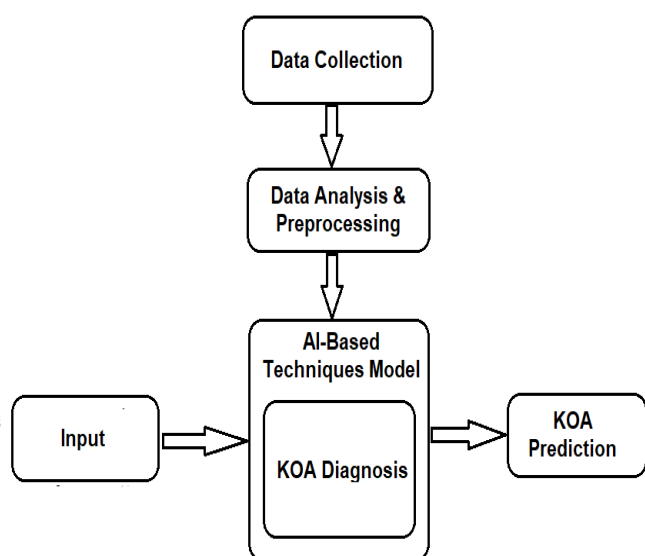 Data Collection
Data Analysis &
Preprocessing
AI-Based
Techniques Model
Input
KOA Diagnosis
KOA
Prediction